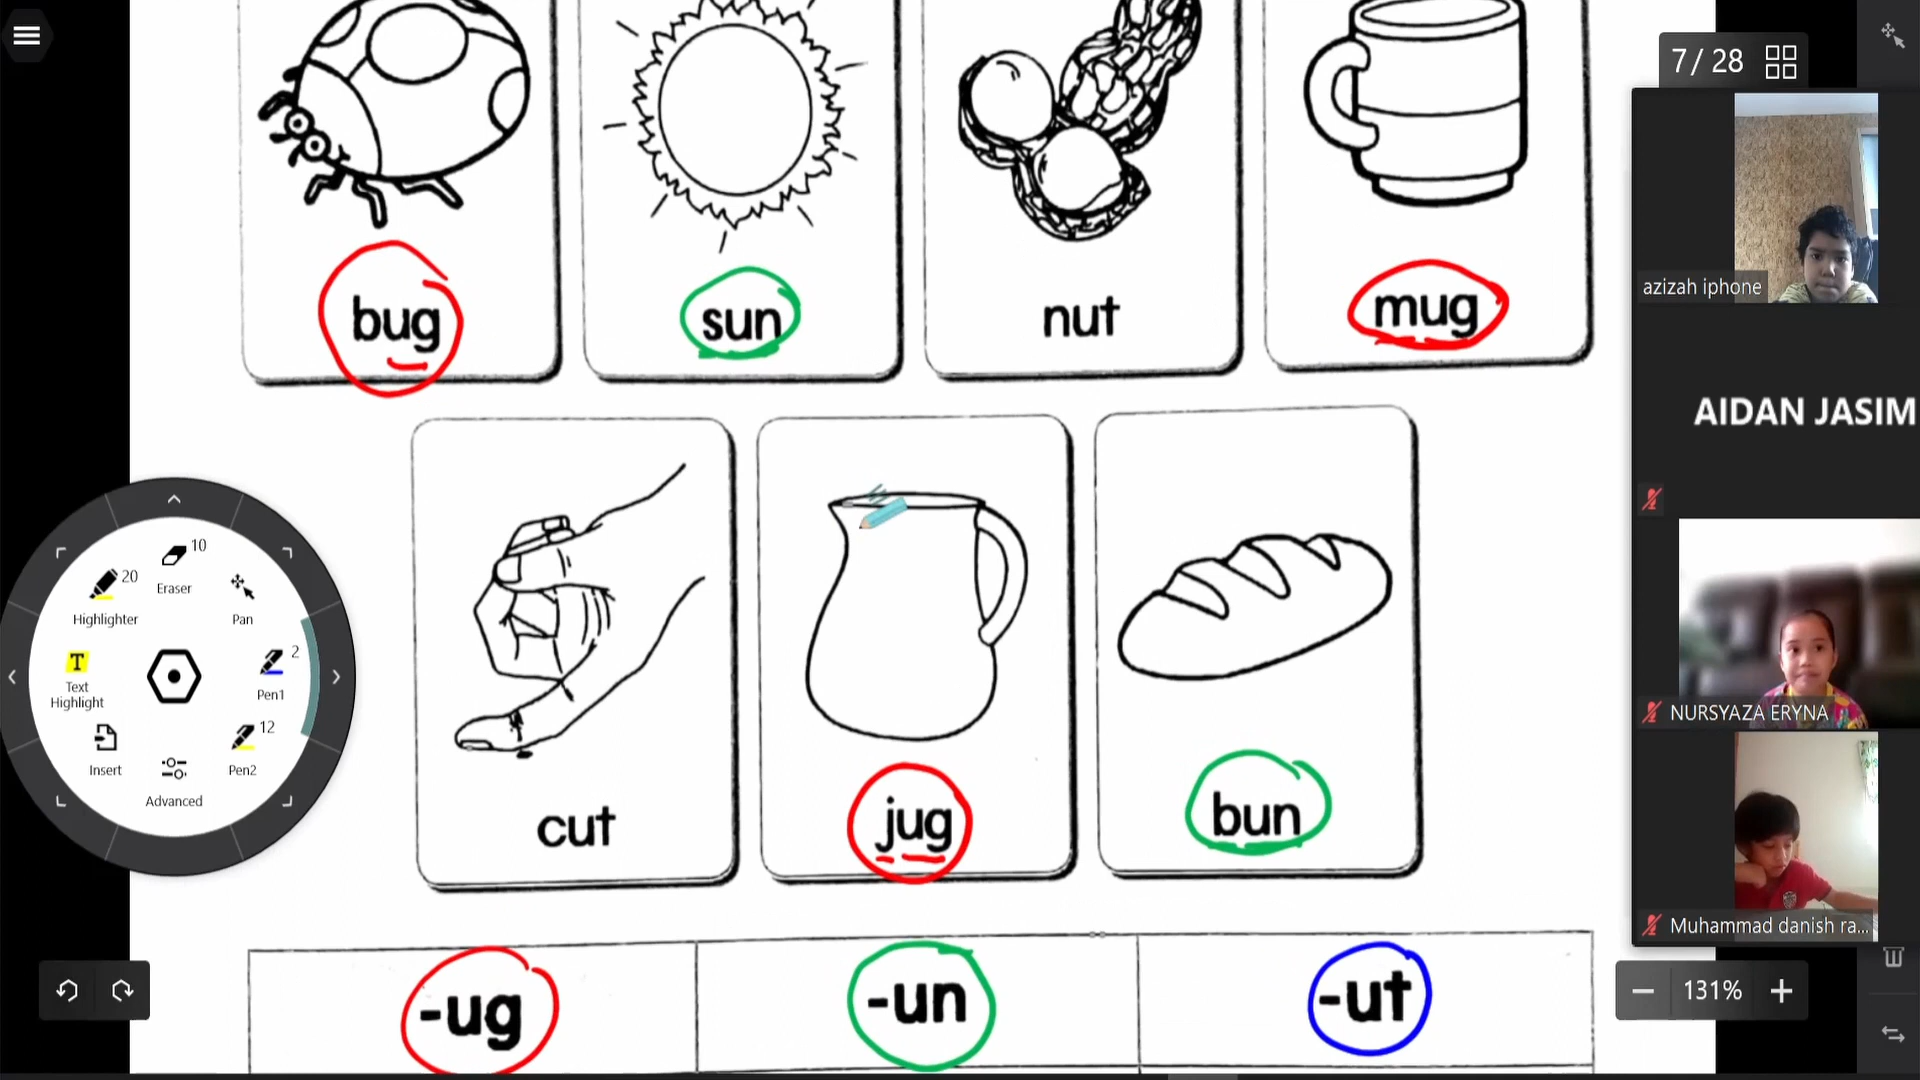 7 / 28
bug
sun
nut
mug
azizah iphone
AIDAN JASIM
10
Eraser
20
Highlighter
Pan
T
Text
Highlight
2
Pen1
12
Pen2
Insert
Advanced
NURSYAZA ERYNA
cut
jug
bun
Muhammad danish ra...
-ug
-un
-ut
131%